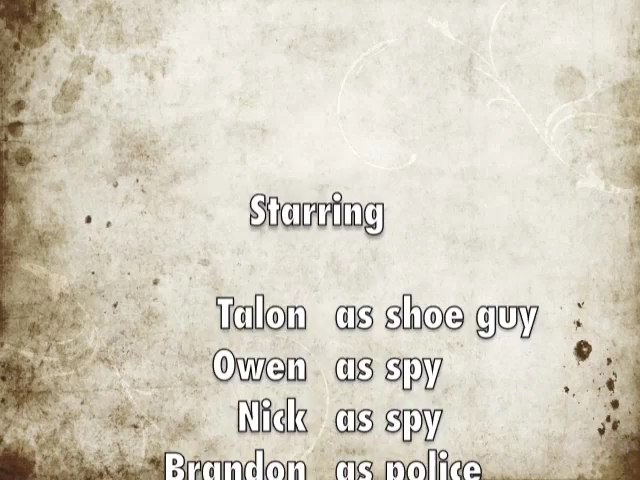 Starring
Talon as shoe guy
Owen as spy
Nick as spy
Brandon as police